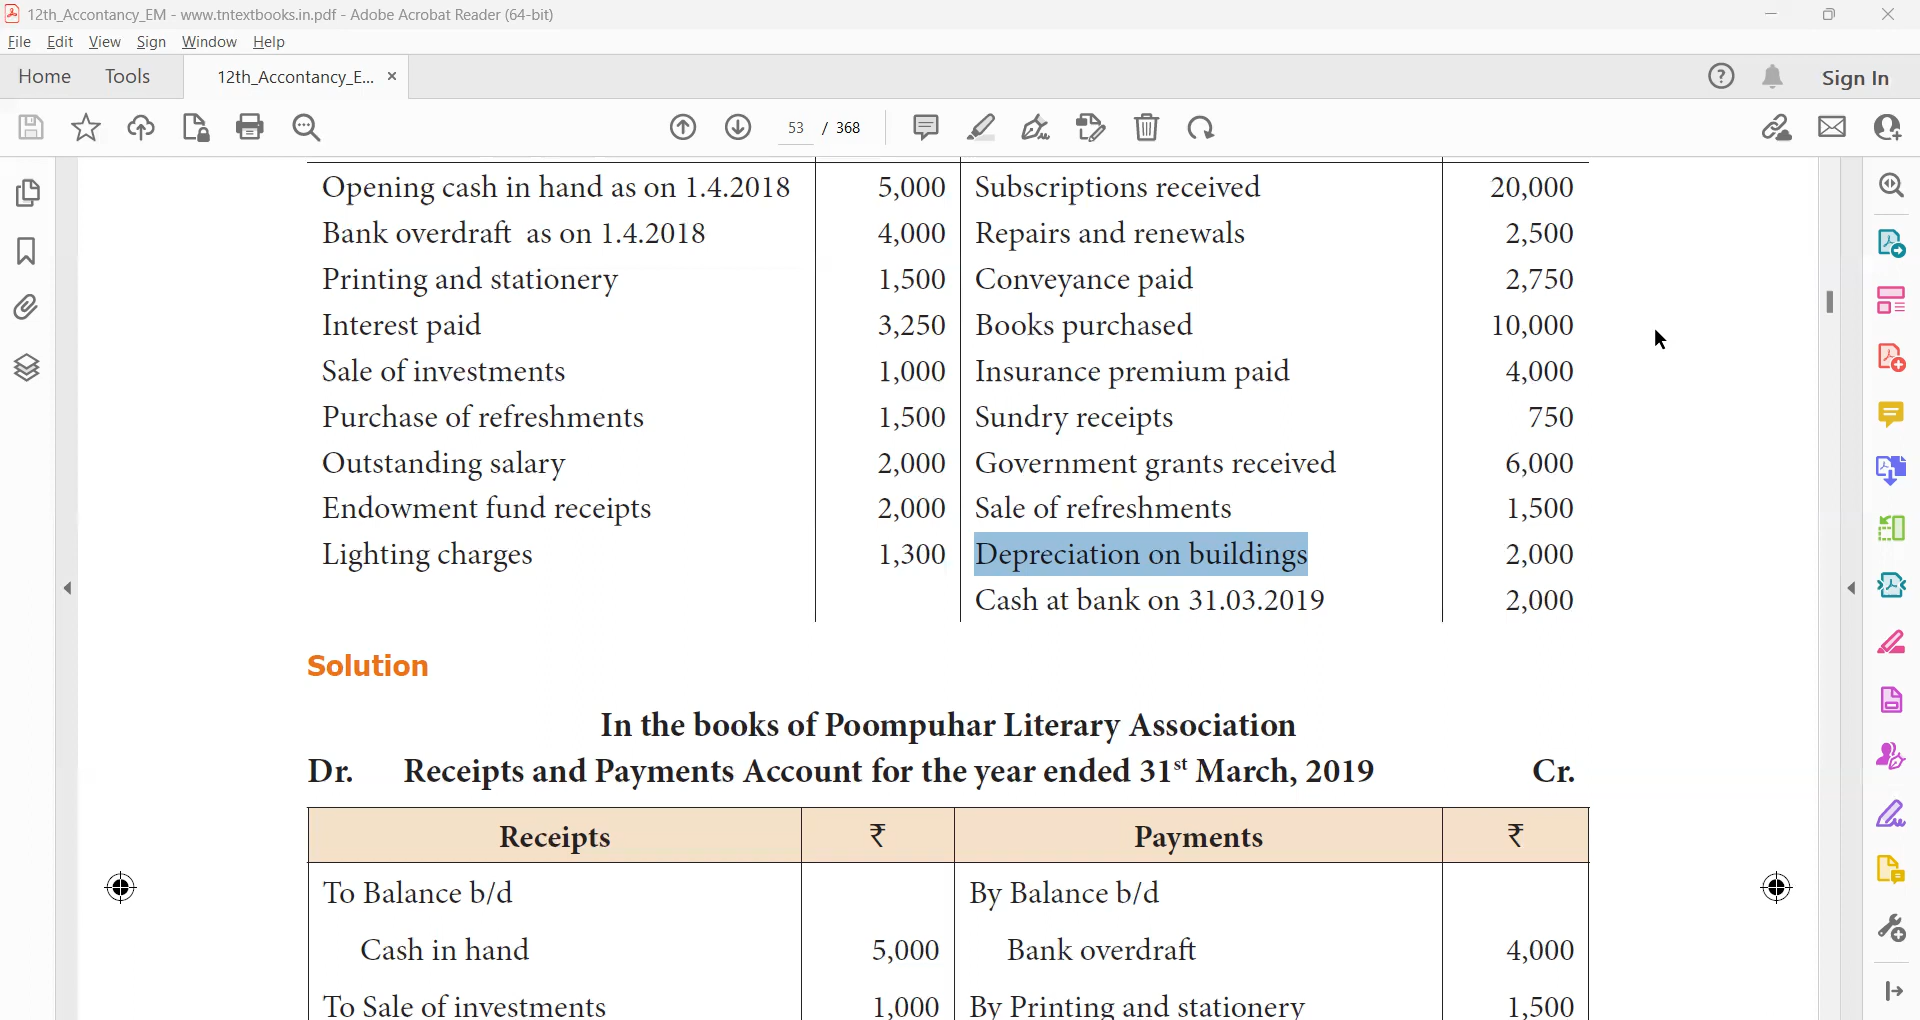 12th_Accontancy_EM - www.tntextbooks.in.pdf - Adobe Acrobat Reader (64-bit)
File Edit View Sign Window Help
Home Tools 12th_Accontancy_E... × Sign In
53 / 368
Opening cash in hand as on 1.4.2018 5,000 Subscriptions received 20,000
Bank overdraft as on 1.4.2018 4,000 Repairs and renewals 2,500
Printing and stationery 1,500 Conveyance paid 2,750
Interest paid 3,250 Books purchased 10,000
Sale of investments 1,000 Insurance premium paid 4,000
Purchase of refreshments 1,500 Sundry receipts 750
Outstanding salary 2,000 Government grants received 6,000
Endowment fund receipts 2,000 Sale of refreshments 1,500
Lighting charges 1,300 Depreciation on buildings 2,000
Cash at bank on 31.03.2019 2,000
Solution
In the books of Poompuhar Literary Association
Dr. Receipts and Payments Account for the year ended 31st March, 2019 Cr.
Receipts ₹ Payments ₹
To Balance b/d By Balance b/d
Cash in hand 5,000 Bank overdraft 4,000
To Sale of investments 1,000 By Printing and stationery 1,500